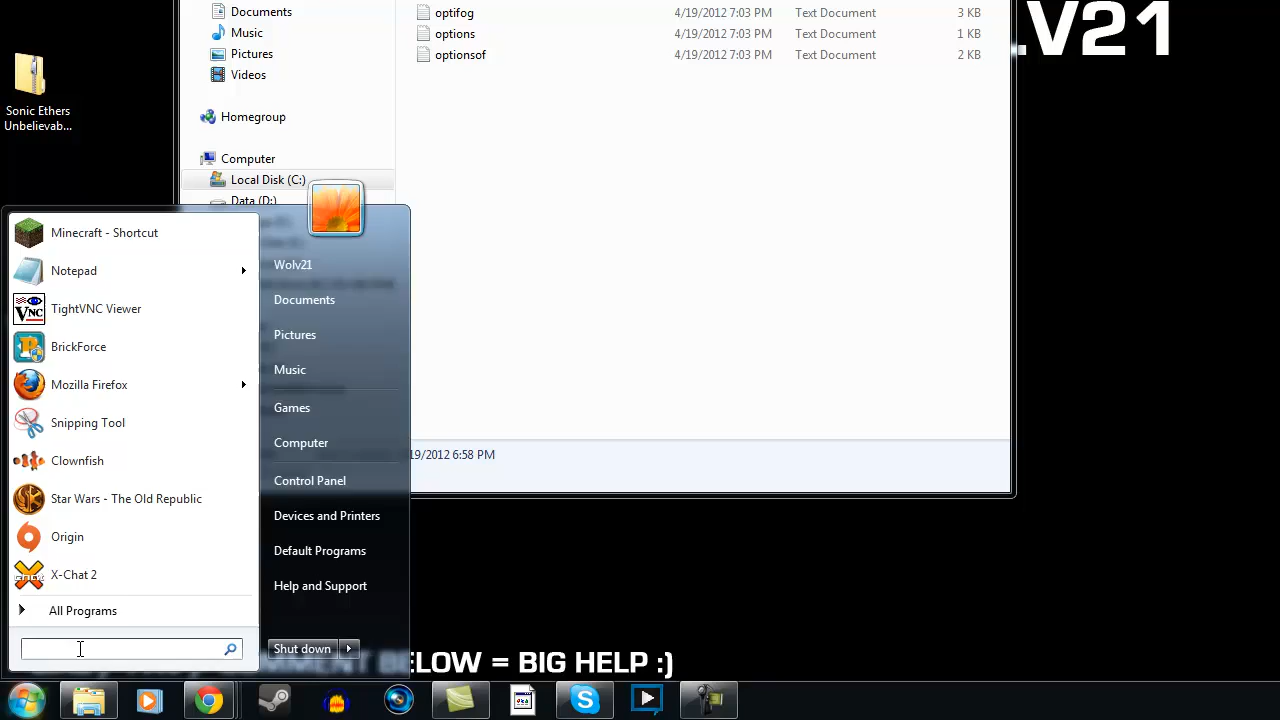 .V21
Documents
Music
Pictures
Videos
Homegroup
Computer
Local Disk (C:)
Data (D:)
optifog 4/19/2012 7:03 PM Text Document 3 KB
options 4/19/2012 7:03 PM Text Document 1 KB
optionsof 4/19/2012 7:03 PM Text Document 2 KB
Sonic Ethers
Unbelievab...
Minecraft - Shortcut
Notepad
TightVNC Viewer
VNC
BrickForce
Mozilla Firefox
Snipping Tool
Clownfish
Star Wars - The Old Republic
Origin
X-Chat 2
All Programs
Wolv21
Documents
Pictures
Music
Games
Computer
Control Panel
Devices and Printers
Default Programs
Help and Support
Shut down
19/2012 6:58 PM
BELOW = BIG HELP :)